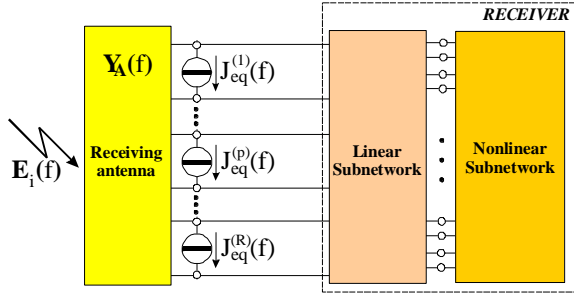 RECEIVER
Y_A(f)
J_eq^(1)(f)
E_i(f)
Receiving
antenna
J_eq^(p)(f)
Linear
Subnetwork
Nonlinear
Subnetwork
J_eq^(R)(f)